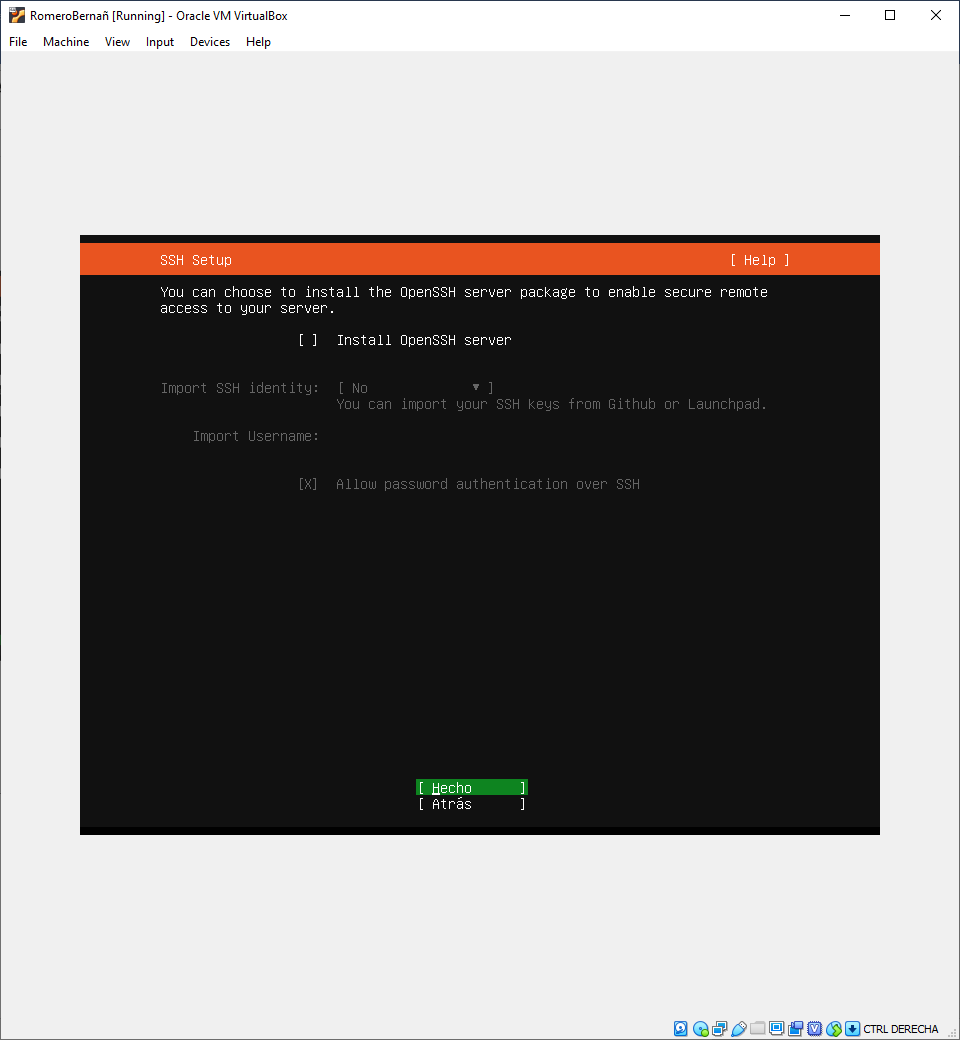 RomeroBernañ [Running] - Oracle VM VirtualBox
File Machine View Input Devices Help
SSH Setup [ Help ]
You can choose to install the OpenSSH server package to enable secure remote
access to your server.
[ ] Install OpenSSH server
Import SSH identity: [ No ▾ ]
You can import your SSH keys from Github or Launchpad.
Import Username:
[X] Allow password authentication over SSH
[ Hecho ]
[ Atrás ]
CTRL DERECHA